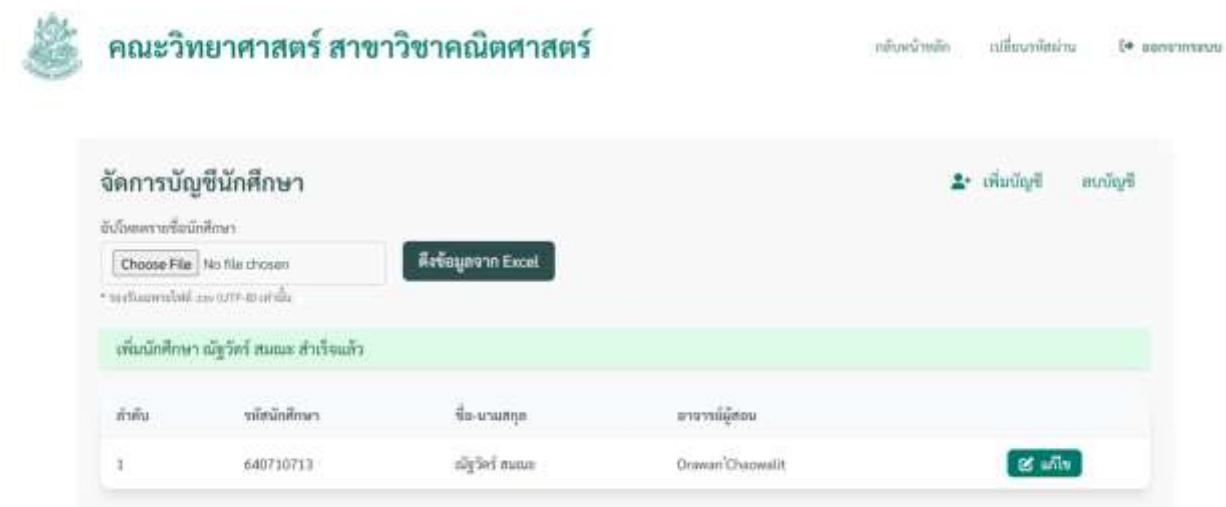 คณะวิทยาศาสตร์ สาขาวิชาคณิตศาสตร์
กลับหน้าหลัก เปลี่ยนรหัสผ่าน ออกจากระบบ
จัดการบัญชีนักศึกษา
เพิ่มบัญชี ลบบัญชี
อัปโหลดรายชื่อนักศึกษา
Choose File No file chosen ดึงข้อมูลจาก Excel
* รองรับเฉพาะไฟล์ .csv (UTF-8) เท่านั้น
เพิ่มนักศึกษา ณัฐวัตร์ สมณะ สำเร็จแล้ว
ลำดับ รหัสนักศึกษา ชื่อ-นามสกุล อาจารย์ผู้สอน
1 640710713 ณัฐวัตร์ สมณะ Orawan Chaowalit แก้ไข